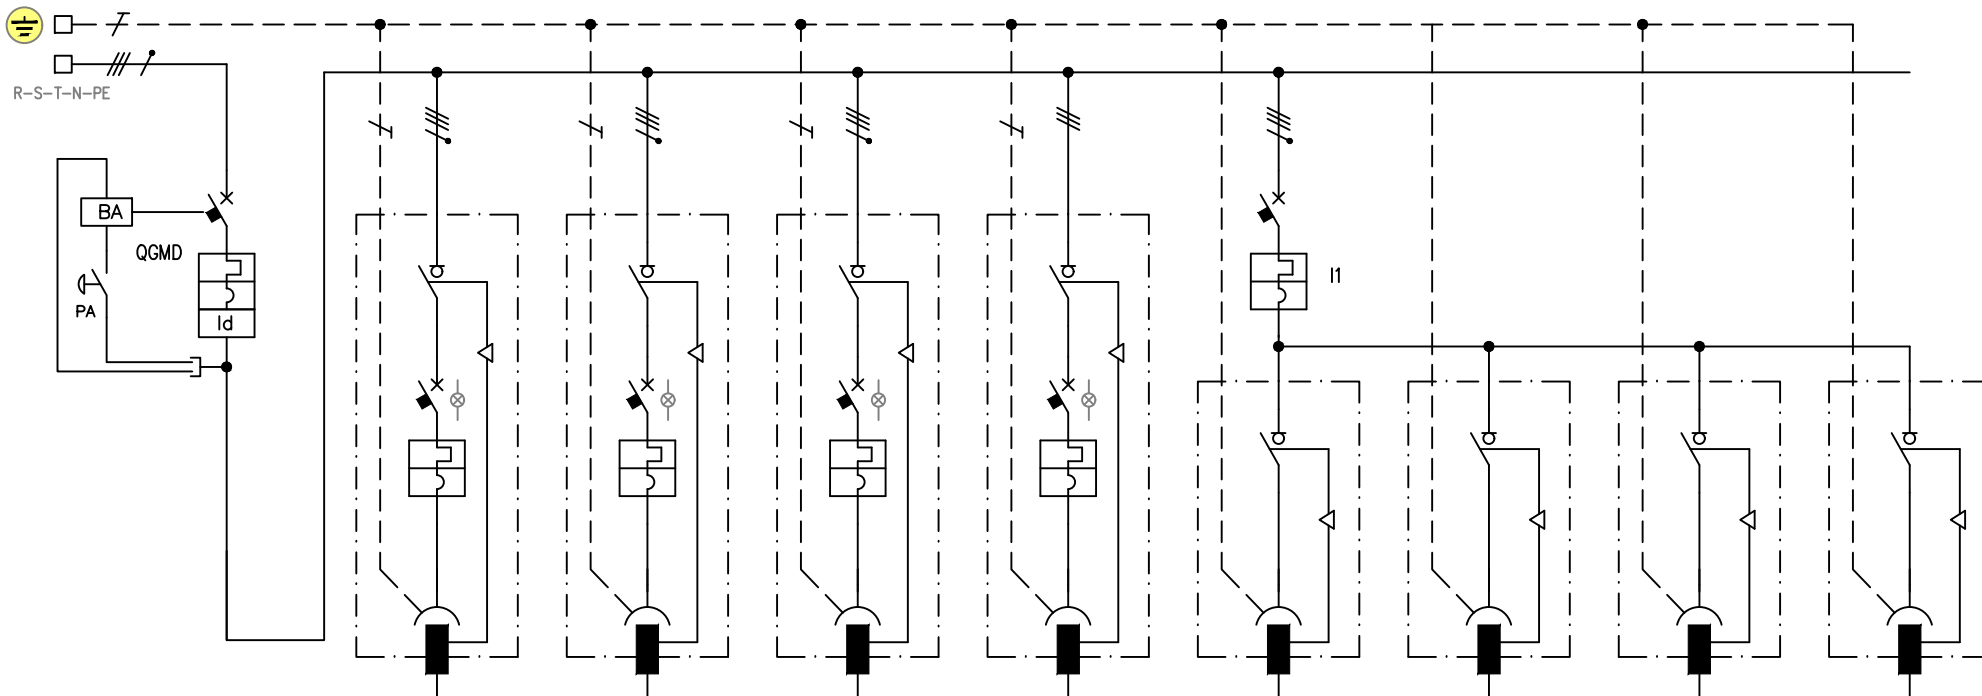 R-S-T-N-PE
BA
QGMD
PA
Id
I1